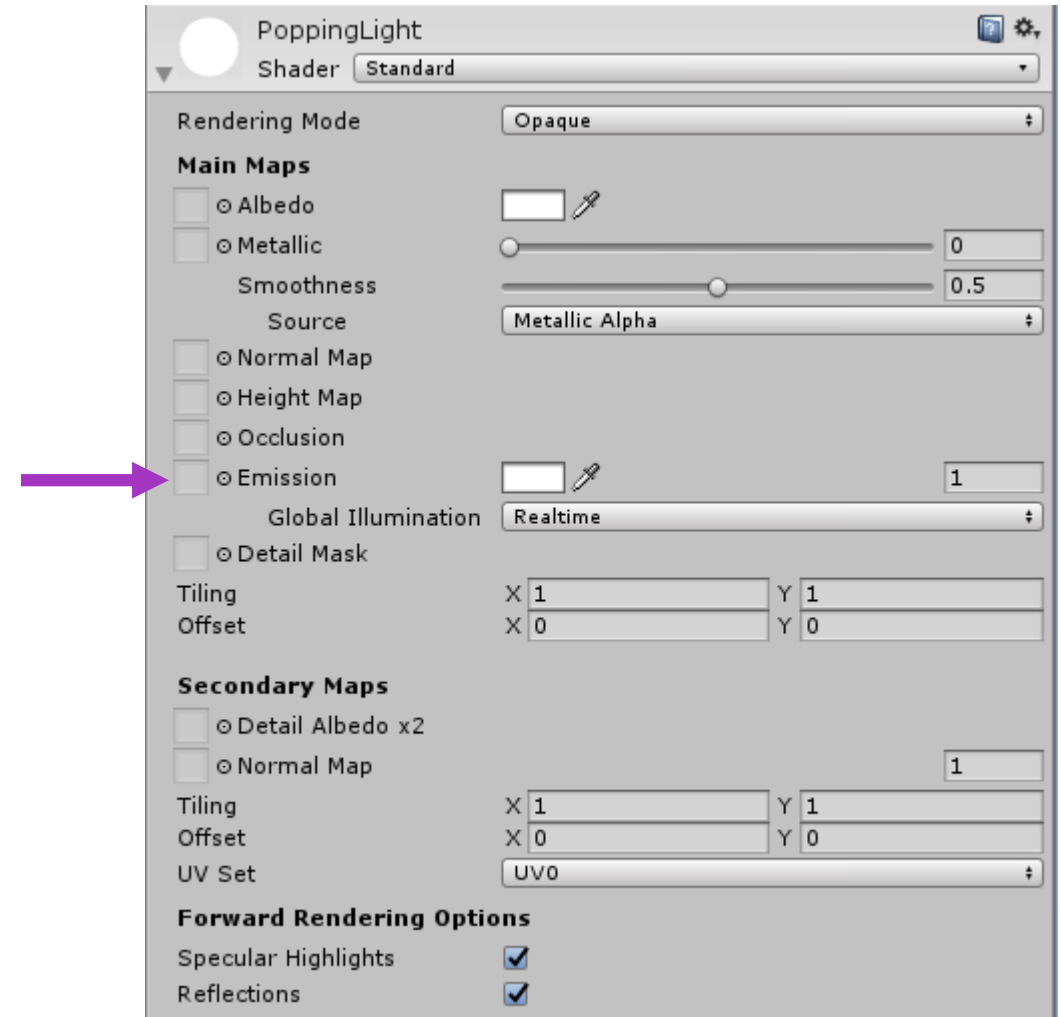 PoppingLight
Shader Standard
Rendering Mode Opaque
Main Maps
Albedo
Metallic 0
Smoothness 0.5
Source Metallic Alpha
Normal Map
Height Map
Occlusion
Emission 1
Global Illumination Realtime
Detail Mask
Tiling X 1 Y 1
Offset X 0 Y 0
Secondary Maps
Detail Albedo x2
Normal Map 1
Tiling X 1 Y 1
Offset X 0 Y 0
UV Set UV0
Forward Rendering Options
Specular Highlights
Reflections